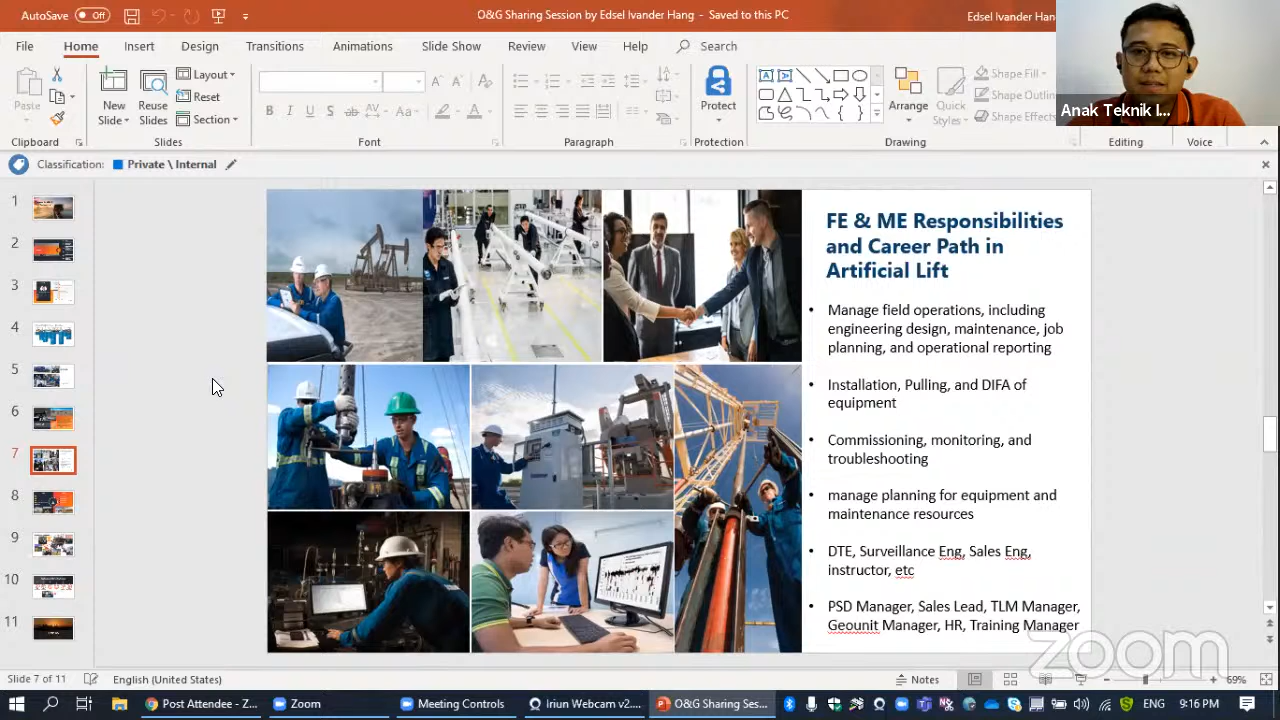 AutoSave Off
O&G Sharing Session by Edsel Ivander Hang - Saved to this PC
Edsel Ivander Han
File Home Insert Design Transitions Animations Slide Show Review View Help Search
Paste
New
Slide
Reuse
Slides
Layout
Reset
Section
Protect
Arrange
Quick
Styles
Shape Fill
Shape Outlin
Shape Effects
Anak Teknik I...
Clipboard Slides Font Paragraph Protection Drawing Editing Voice
Classification: Private \ Internal
1
2
3
4
5
6
7
8
9
10
11
FE & ME Responsibilities
and Career Path in
Artificial Lift
• Manage field operations, including
engineering design, maintenance, job
planning, and operational reporting
• Installation, Pulling, and DIFA of
equipment
• Commissioning, monitoring, and
troubleshooting
• manage planning for equipment and
maintenance resources
• DTE, Surveillance Eng, Sales Eng,
instructor, etc
• PSD Manager, Sales Lead, TLM Manager,
Geounit Manager, HR, Training Manager
zoom
Slide 7 of 11 English (United States) Notes 69%
Post Attendee - Z... Zoom Meeting Controls Iriun Webcam v2.... O&G Sharing Sess... ENG 9:16 PM